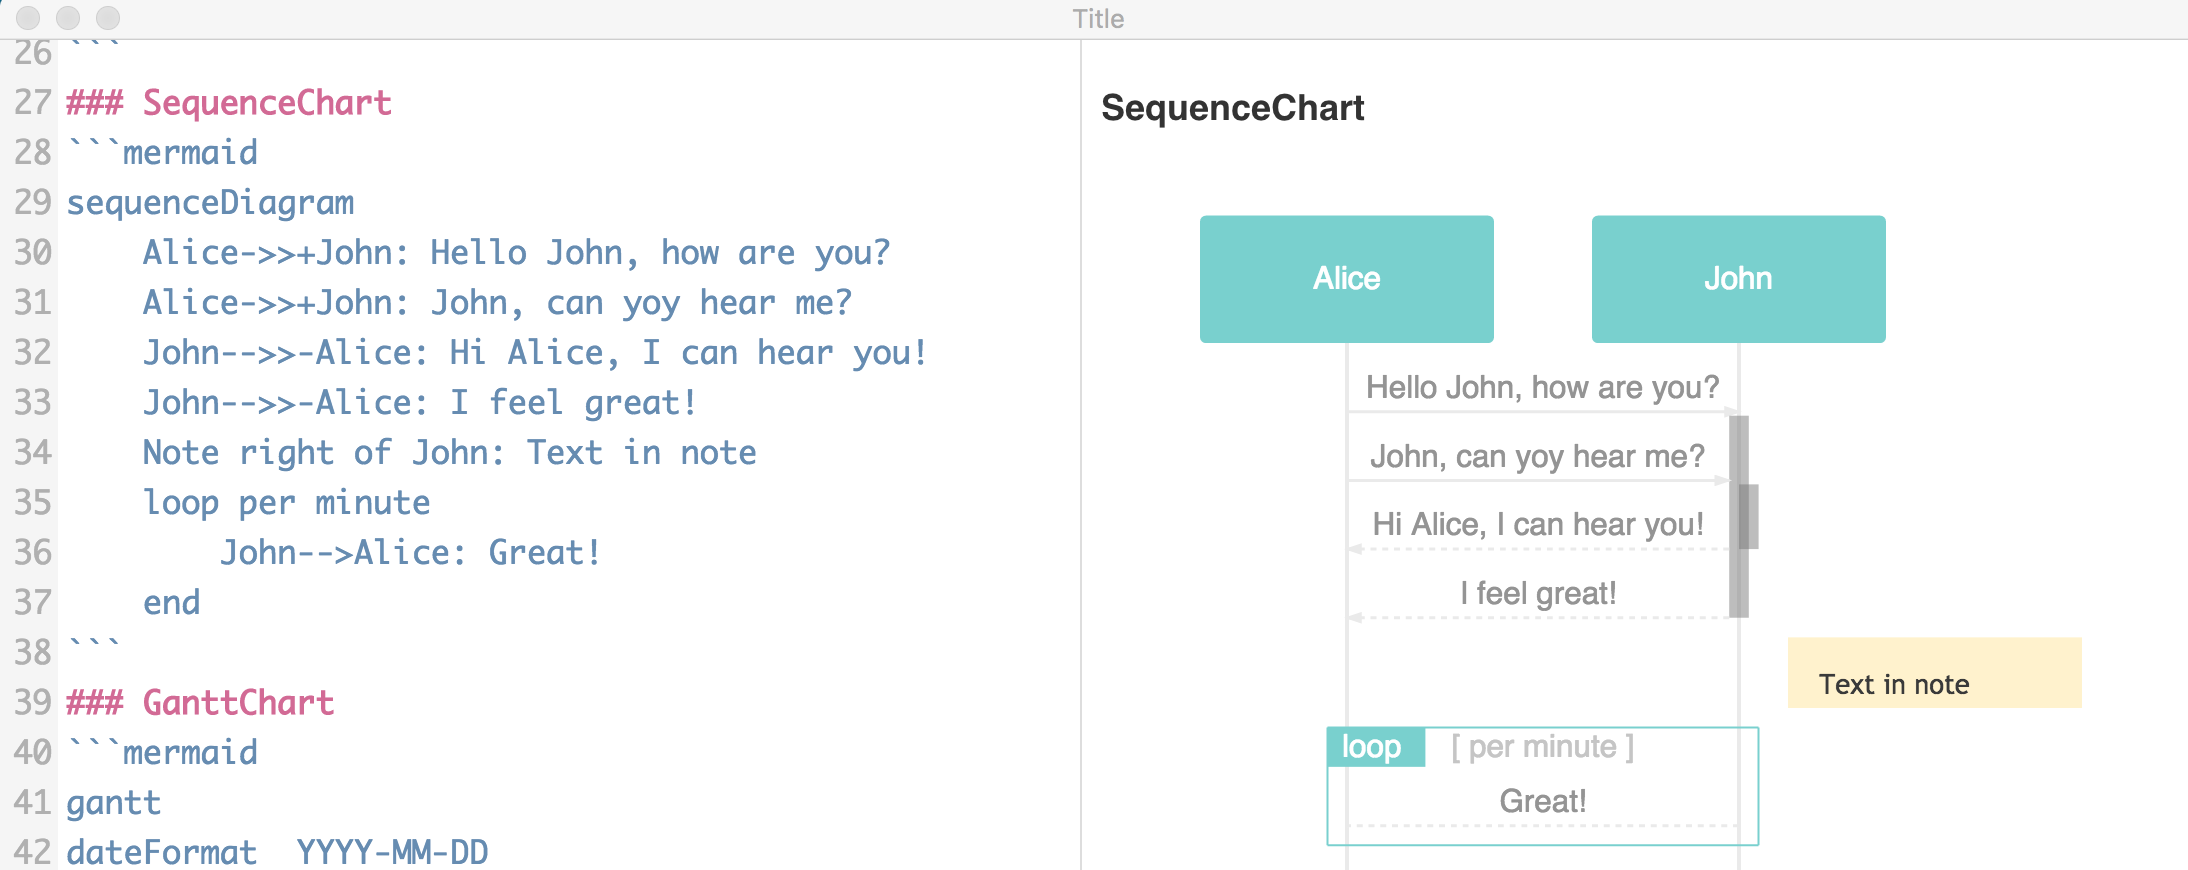 Title
26 ```
27 ### SequenceChart
28 ```mermaid
29 sequenceDiagram
30     Alice->>+John: Hello John, how are you?
31     Alice->>+John: John, can yoy hear me?
32     John-->>-Alice: Hi Alice, I can hear you!
33     John-->>-Alice: I feel great!
34     Note right of John: Text in note
35     loop per minute
36         John-->Alice: Great!
37     end
38 ```
39 ### GanttChart
40 ```mermaid
41 gantt
42 dateFormat  YYYY-MM-DD
SequenceChart
Alice
John
Hello John, how are you?
John, can yoy hear me?
Hi Alice, I can hear you!
I feel great!
Text in note
loop [ per minute ]
Great!